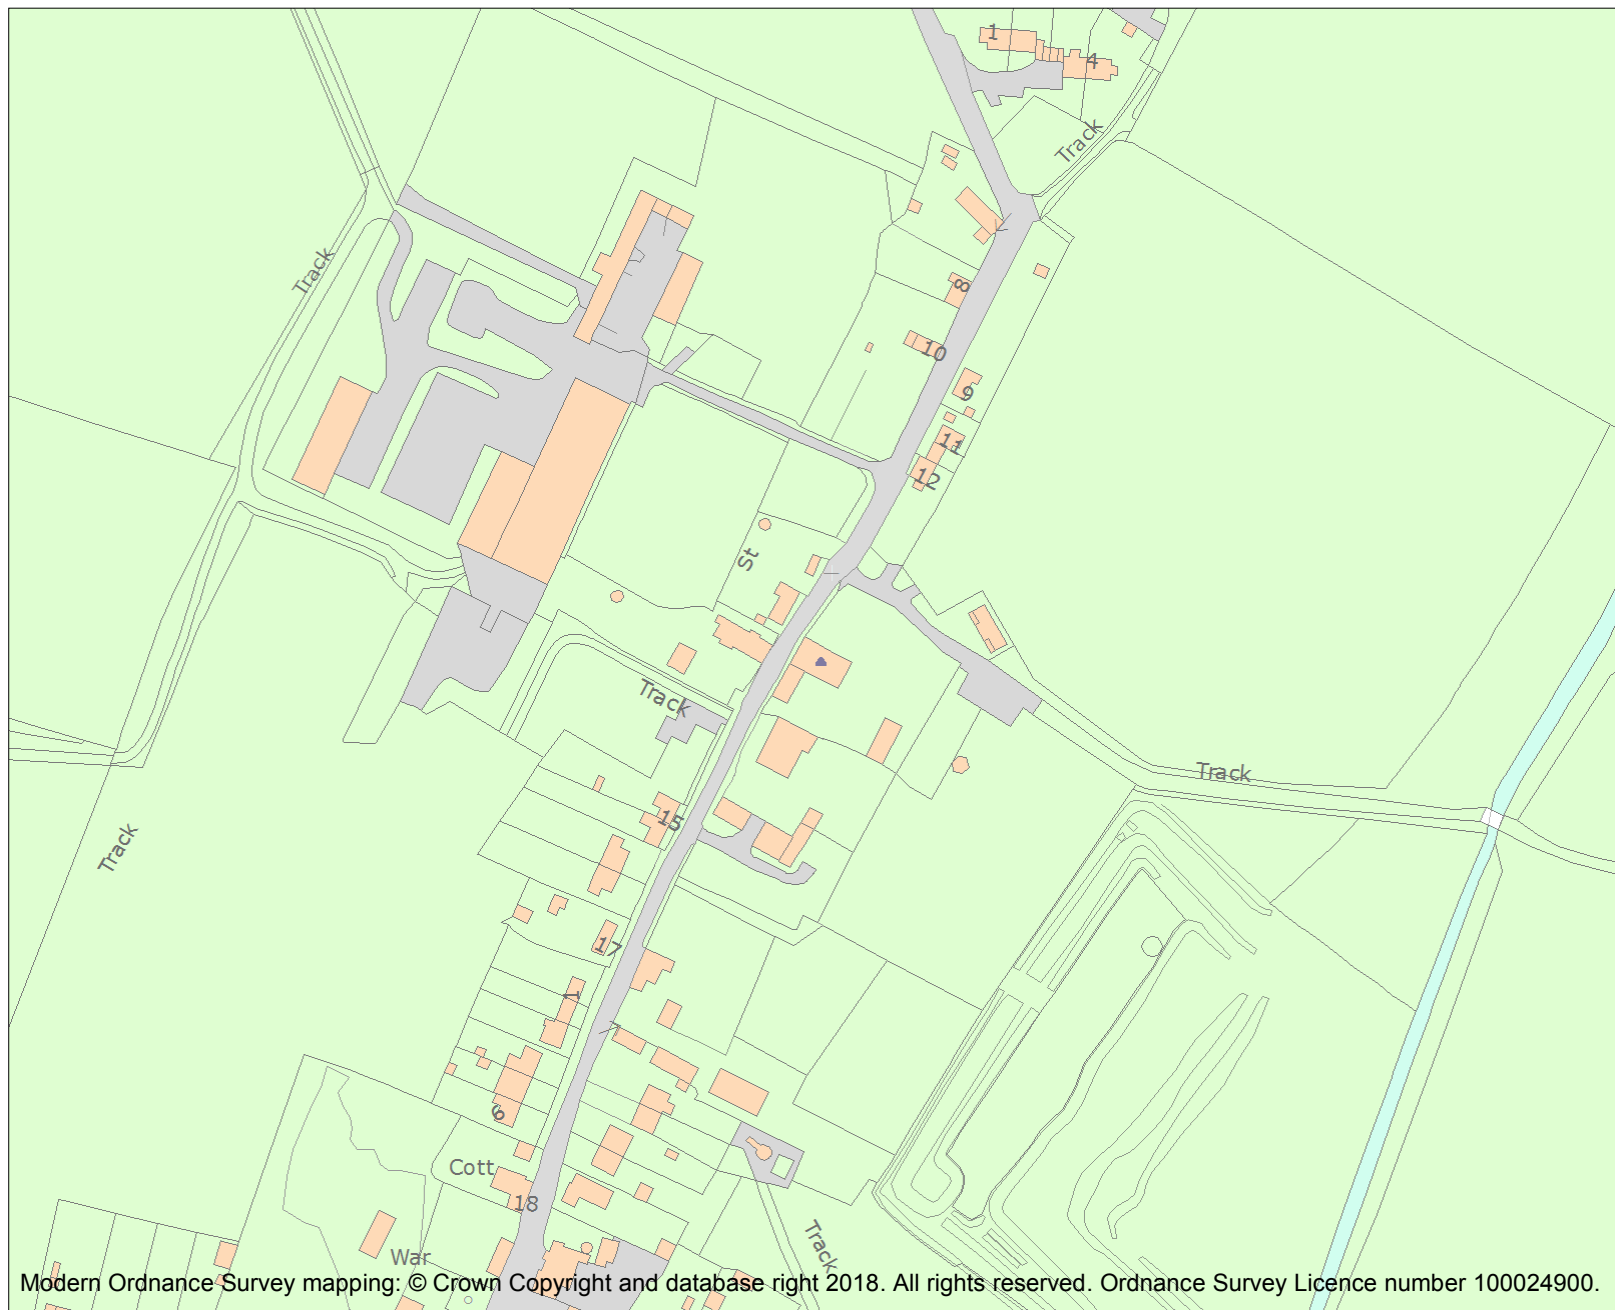 1
4
Track
Track
8
10
9
11
12
St
Track
Track
15
Track
17
1
7
6
Cott
18
Track
War
Modern Ordnance Survey mapping: © Crown Copyright and database right 2018. All rights reserved. Ordnance Survey Licence number 100024900.